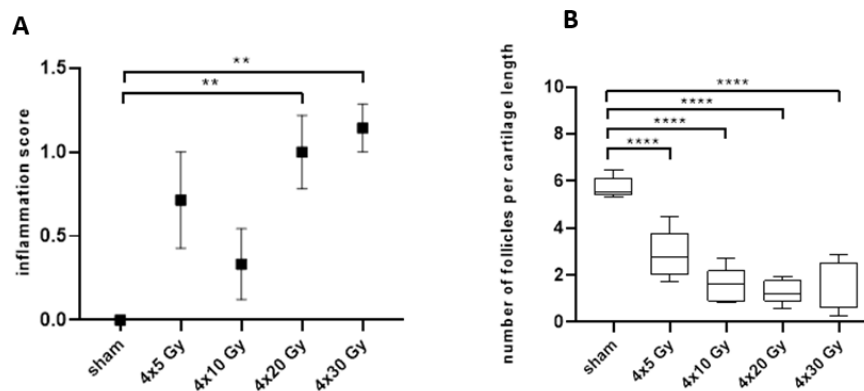 A
**
**
inflammation score
1.5
1.0
0.5
0.0
sham
4x5 Gy
4x10 Gy
4x20 Gy
4x30 Gy
B
****
****
****
****
number of follicles per cartilage length
10
8
6
4
2
0
sham
4x5 Gy
4x10 Gy
4x20 Gy
4x30 Gy